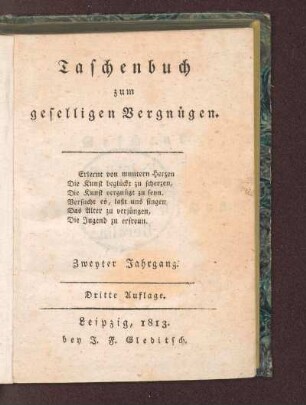 Taschenbuch
zum
geselligen Vergnügen.
Erlernt von muntern Herzen
Die Kunst beglückt zu scherzen,
Die Kunst vergnügt zu seyn.
Versucht es, laßt uns singen
Das Alter zu verjüngen,
Die Jugend zu erfreun.
Zweyter Jahrgang.
Dritte Auflage.
Leipzig, 1813.
bey J. F. Gleditsch.